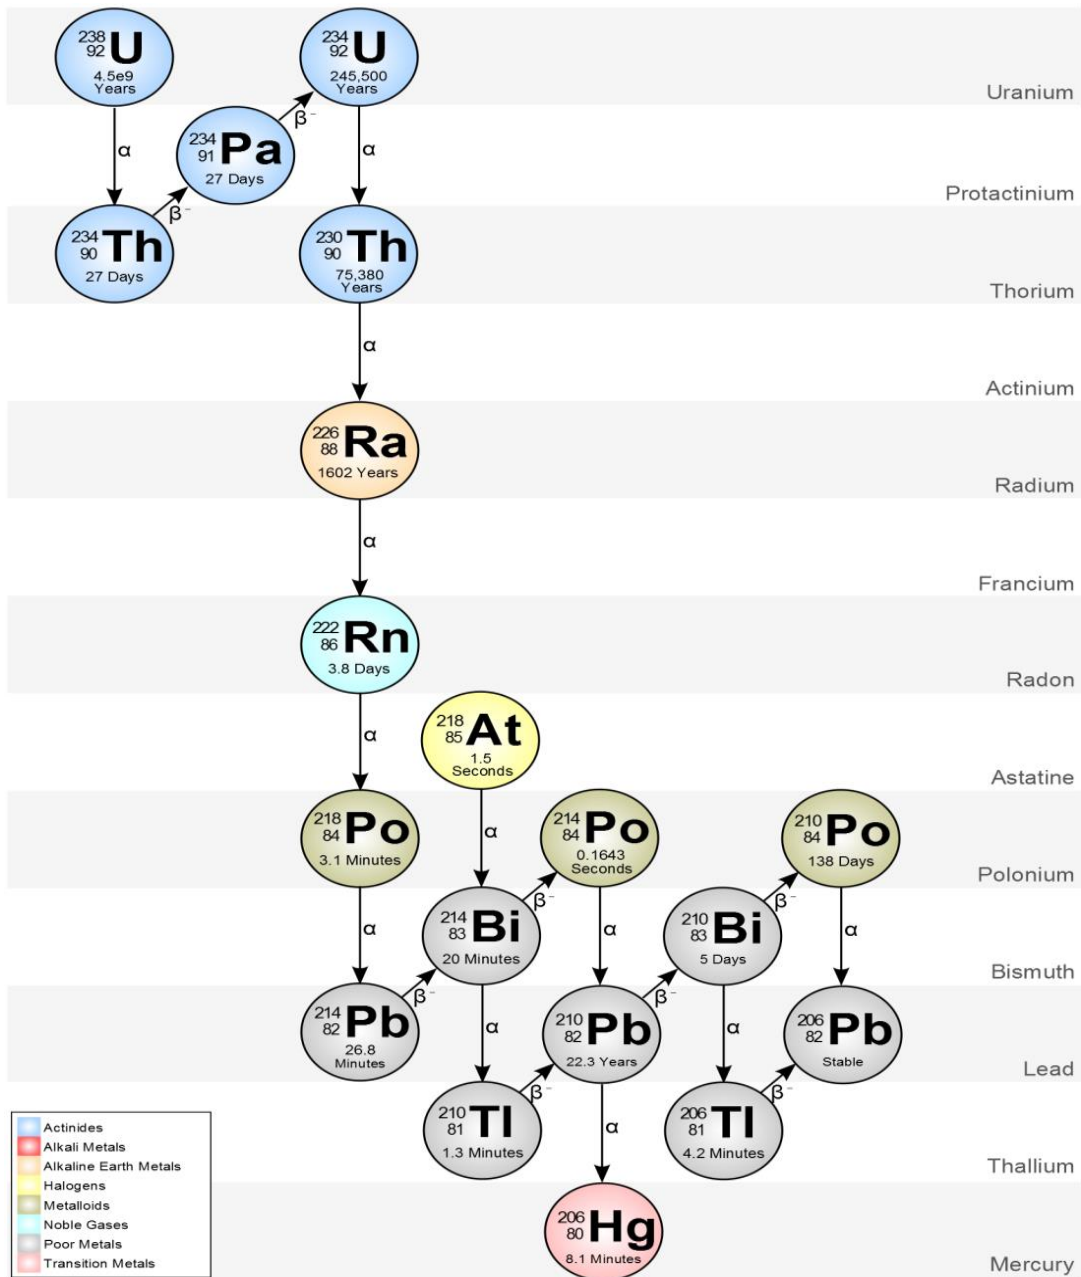 238
92 U
4.5e9
Years
234
92 U
245,500
Years
Uranium
β⁻
α
234
91 Pa
27 Days
α
Protactinium
β⁻
234
90 Th
27 Days
230
90 Th
75,380
Years
Thorium
α
Actinium
226
88 Ra
1602 Years
Radium
α
Francium
222
86 Rn
3.8 Days
Radon
α
218
85 At
1.5
Seconds
Astatine
218
84 Po
3.1 Minutes
α
214
84 Po
0.1643
Seconds
210
84 Po
138 Days
Polonium
β⁻
β⁻
α
214
83 Bi
20 Minutes
α
210
83 Bi
5 Days
α
Bismuth
β⁻
β⁻
214
82 Pb
26.8
Minutes
α
210
82 Pb
22.3 Years
α
206
82 Pb
Stable
Lead
β⁻
β⁻
210
81 Tl
1.3 Minutes
α
206
81 Tl
4.2 Minutes
Thallium
206
80 Hg
8.1 Minutes
Mercury
Actinides
Alkali Metals
Alkaline Earth Metals
Halogens
Metalloids
Noble Gases
Poor Metals
Transition Metals